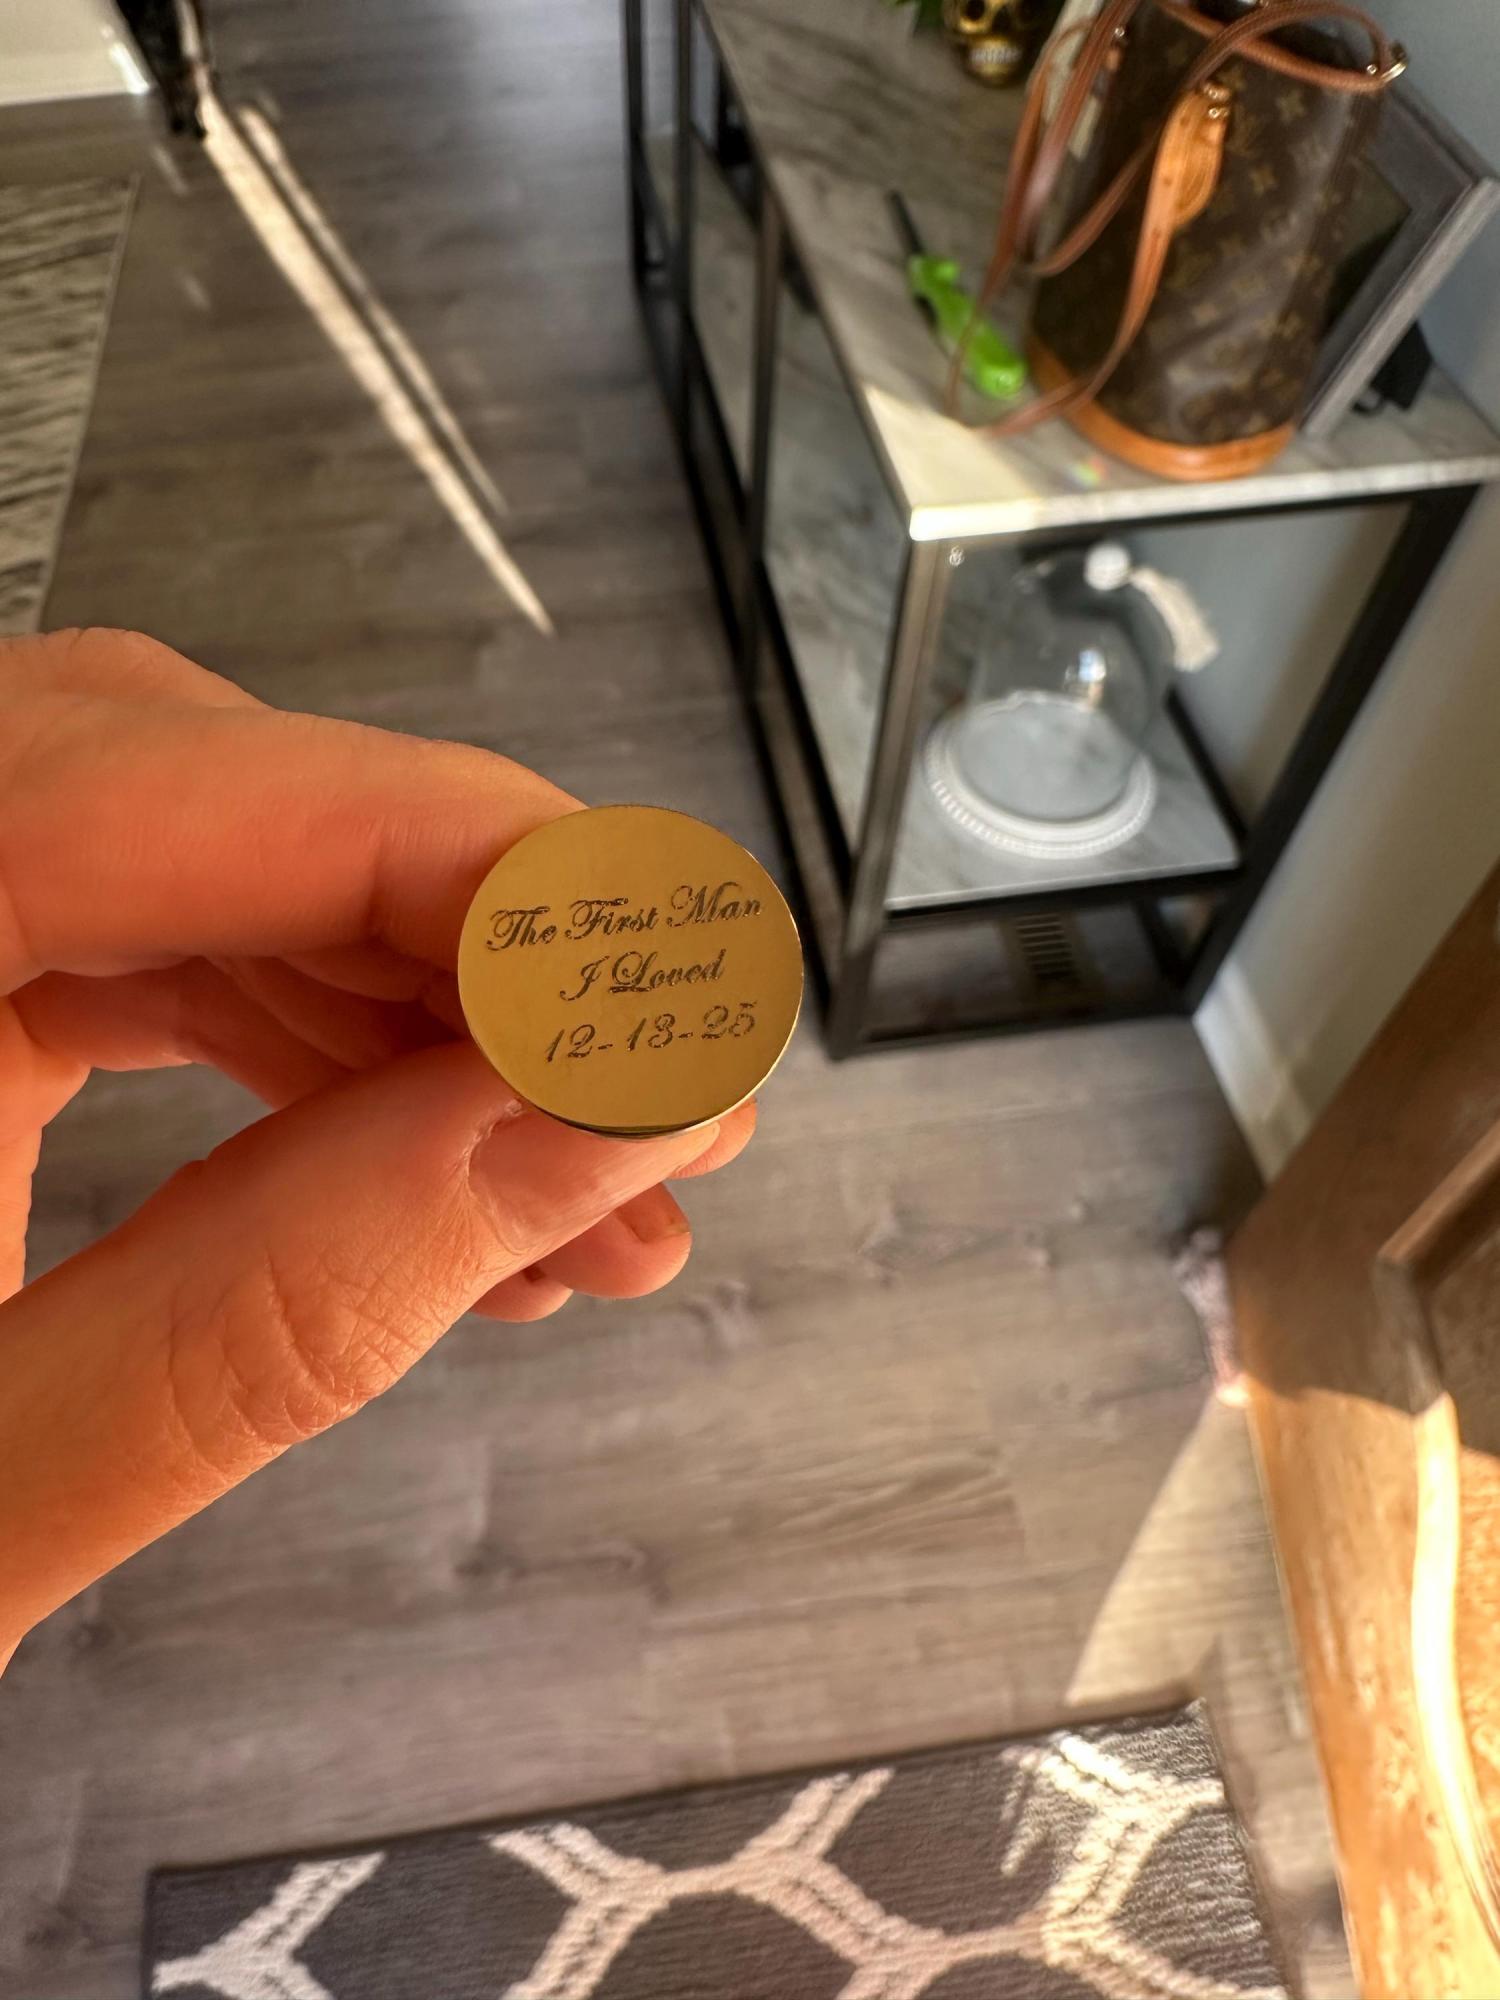 The First Man
I Loved
12-13-25